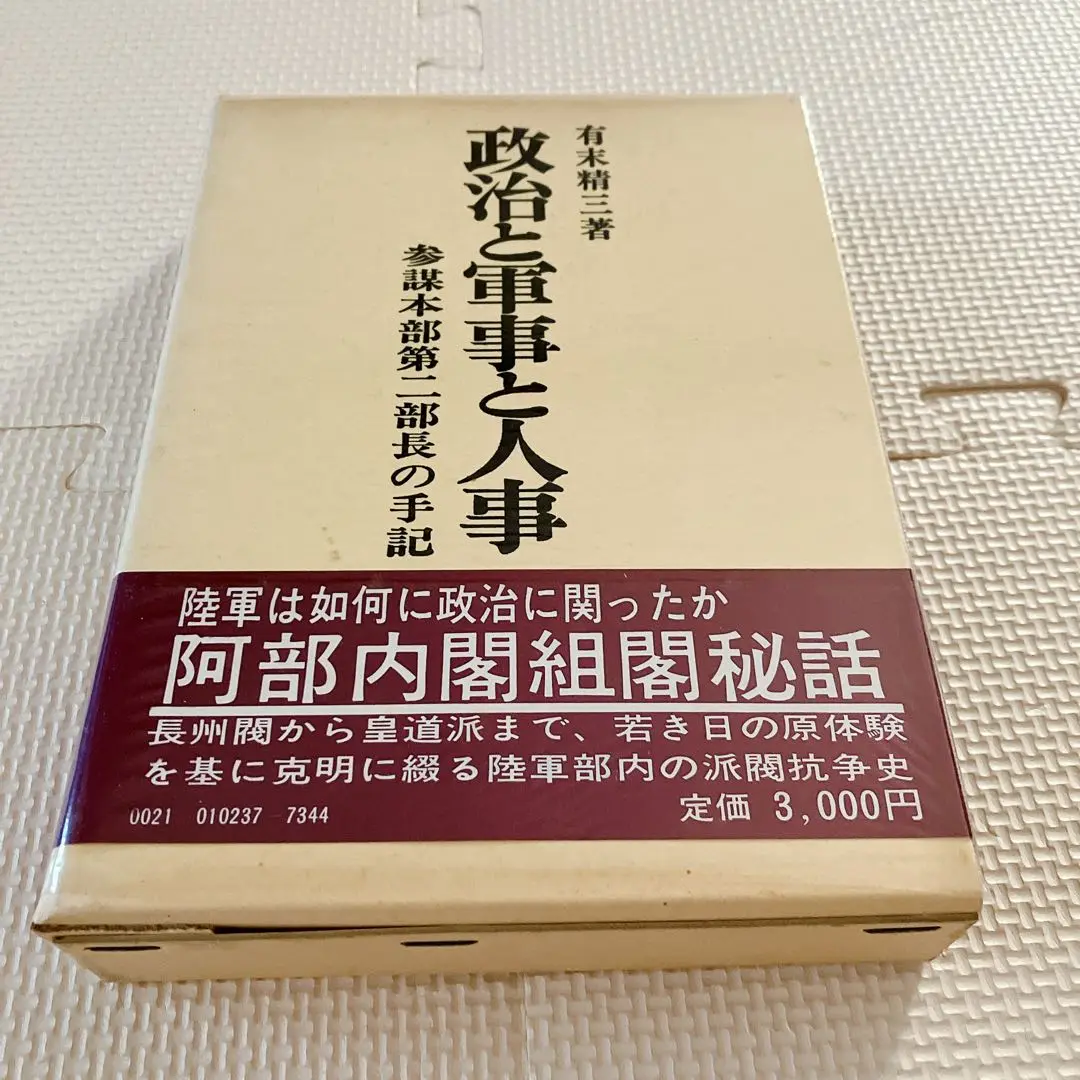 有末精三著
政治と軍事と人事
参謀本部第二部長の手記
陸軍は如何に政治に関ったか
阿部内閣組閣秘話
長州閥から皇道派まで、若き日の原体験
を基に克明に綴る陸軍部内の派閥抗争史
0021 010237 7344
定価 3,000円